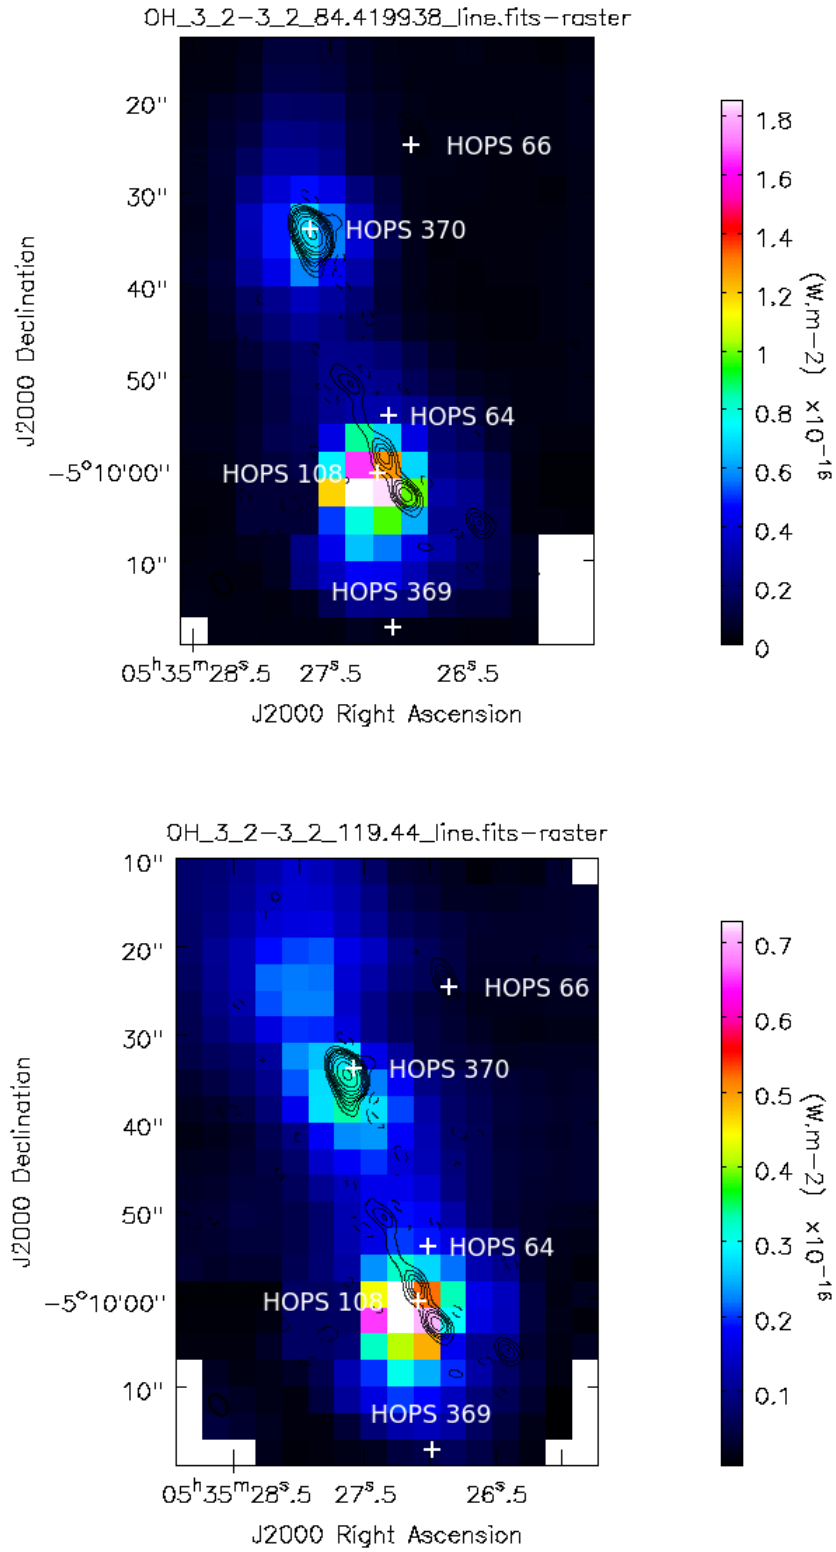 OH_3_2-3_2_84.419938_line.fits-raster
20"
30"
40"
50"
-5°10'00"
10"
J2000 Declination
HOPS 66
HOPS 370
HOPS 64
HOPS 108
HOPS 369
05ʰ35ᵐ28ˢ.5 27ˢ.5 26ˢ.5
J2000 Right Ascension
1.8
1.6
1.4
1.2
1
0.8
0.6
0.4
0.2
0
(W.m-2) ×10⁻¹⁶
OH_3_2-3_2_119.44_line.fits-raster
10"
20"
30"
40"
50"
-5°10'00"
10"
J2000 Declination
HOPS 66
HOPS 370
HOPS 64
HOPS 108
HOPS 369
05ʰ35ᵐ28ˢ.5 27ˢ.5 26ˢ.5
J2000 Right Ascension
0.7
0.6
0.5
0.4
0.3
0.2
0.1
(W.m-2) ×10⁻¹⁶